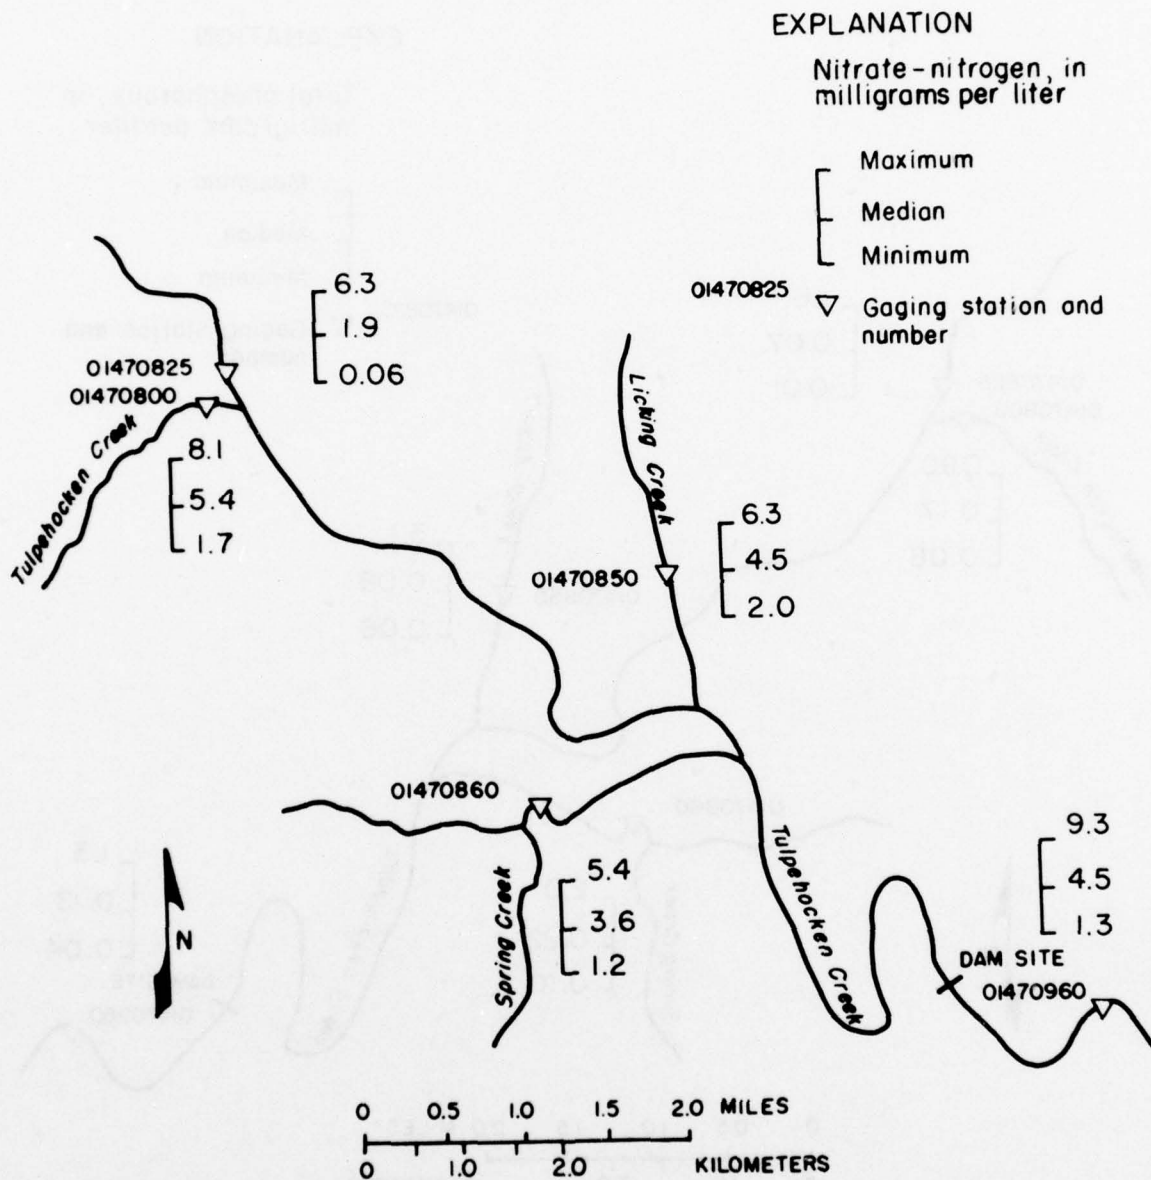 EXPLANATION
Nitrate-nitrogen, in
milligrams per liter
Maximum
Median
Minimum
01470825
Gaging station and
number
6.3
1.9
0.06
01470825
01470800
Tulpehocken Creek
8.1
5.4
1.7
Licking Creek
6.3
4.5
2.0
01470850
01470860
Spring Creek
5.4
3.6
1.2
Tulpehocken Creek
9.3
4.5
1.3
DAM SITE
01470960
N
0 0.5 1.0 1.5 2.0 MILES
0 1.0 2.0 KILOMETERS